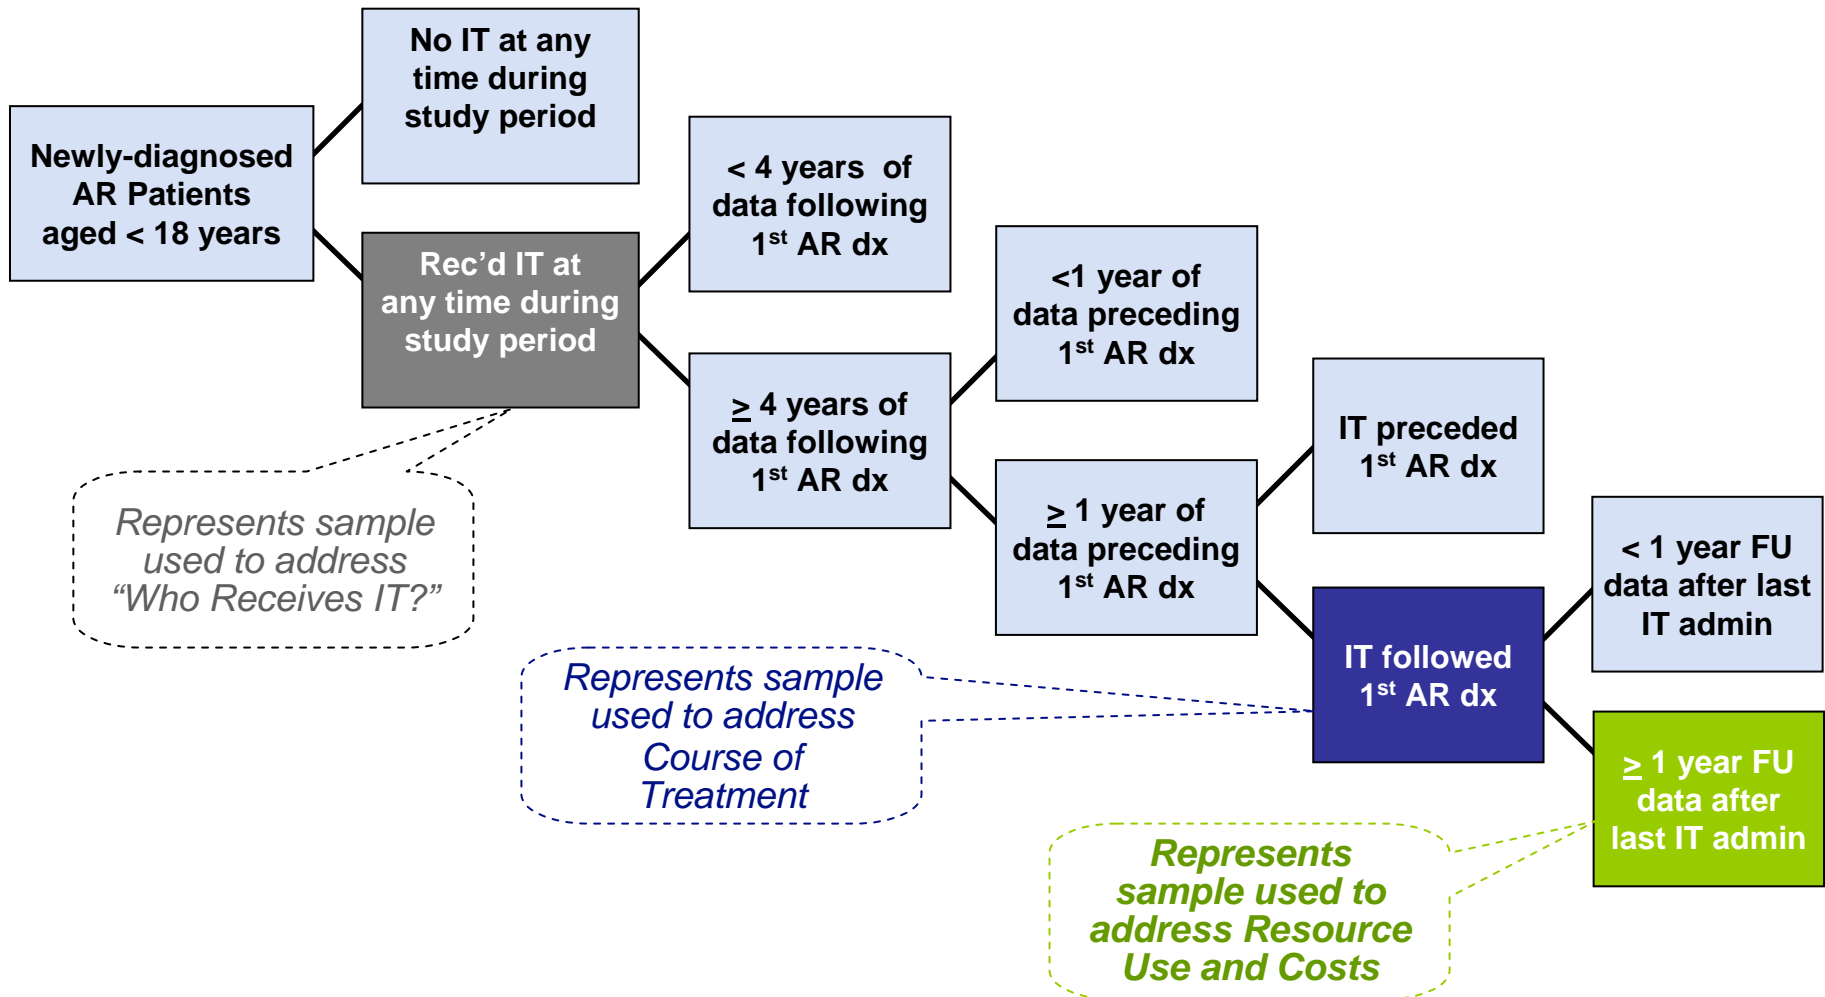 No IT at any
time during
study period
Newly-diagnosed
AR Patients
aged < 18 years
Rec’d IT at
any time during
study period
< 4 years of
data following
1st AR dx
≥ 4 years of
data following
1st AR dx
<1 year of
data preceding
1st AR dx
≥ 1 year of
data preceding
1st AR dx
IT preceded
1st AR dx
IT followed
1st AR dx
< 1 year FU
data after last
IT admin
≥ 1 year FU
data after
last IT admin
Represents sample
used to address
“Who Receives IT?”
Represents sample
used to address
Course of
Treatment
Represents
sample used to
address Resource
Use and Costs